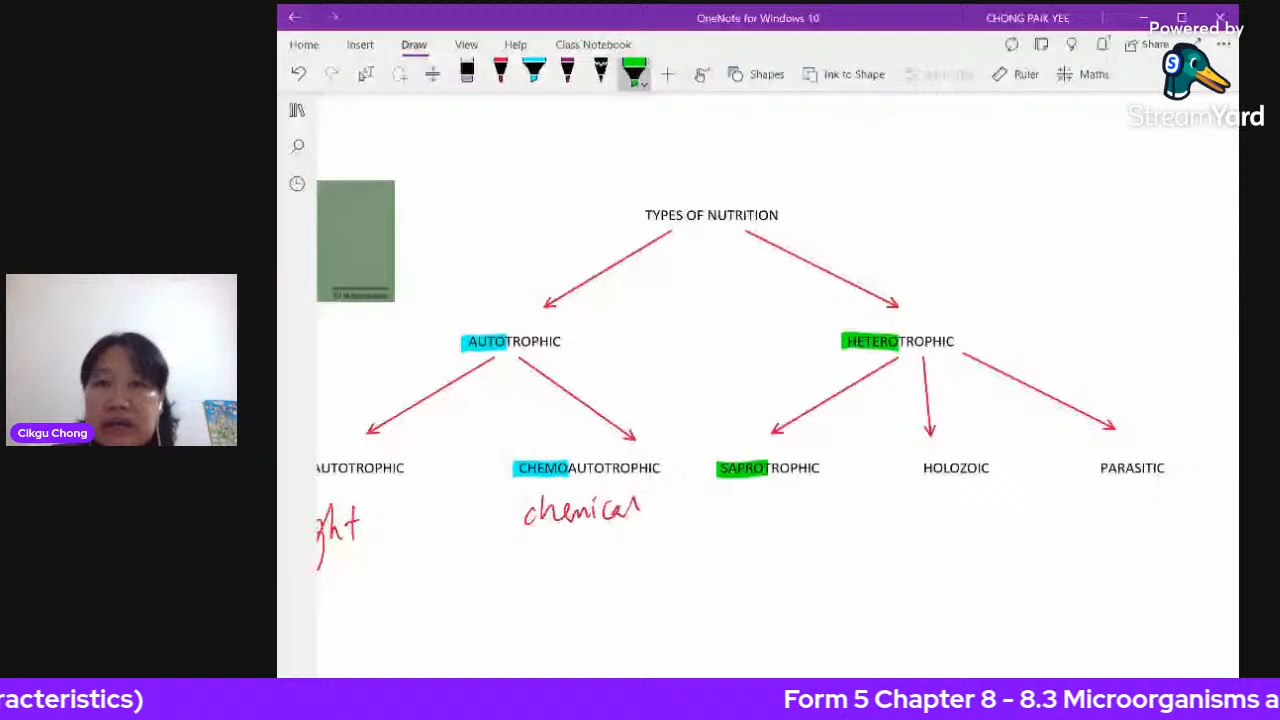 OneNote for Windows 10
CHONG PAIK YEE
Powered by
StreamYard
Home Insert Draw View Help Class Notebook Share
Shapes Ink to Shape Ruler Maths
TYPES OF NUTRITION
AUTOTROPHIC HETEROTROPHIC
AUTOTROPHIC CHEMOAUTOTROPHIC SAPROTROPHIC HOLOZOIC PARASITIC
ght chemical
Cikgu Chong
racteristics) Form 5 Chapter 8 - 8.3 Microorganisms a